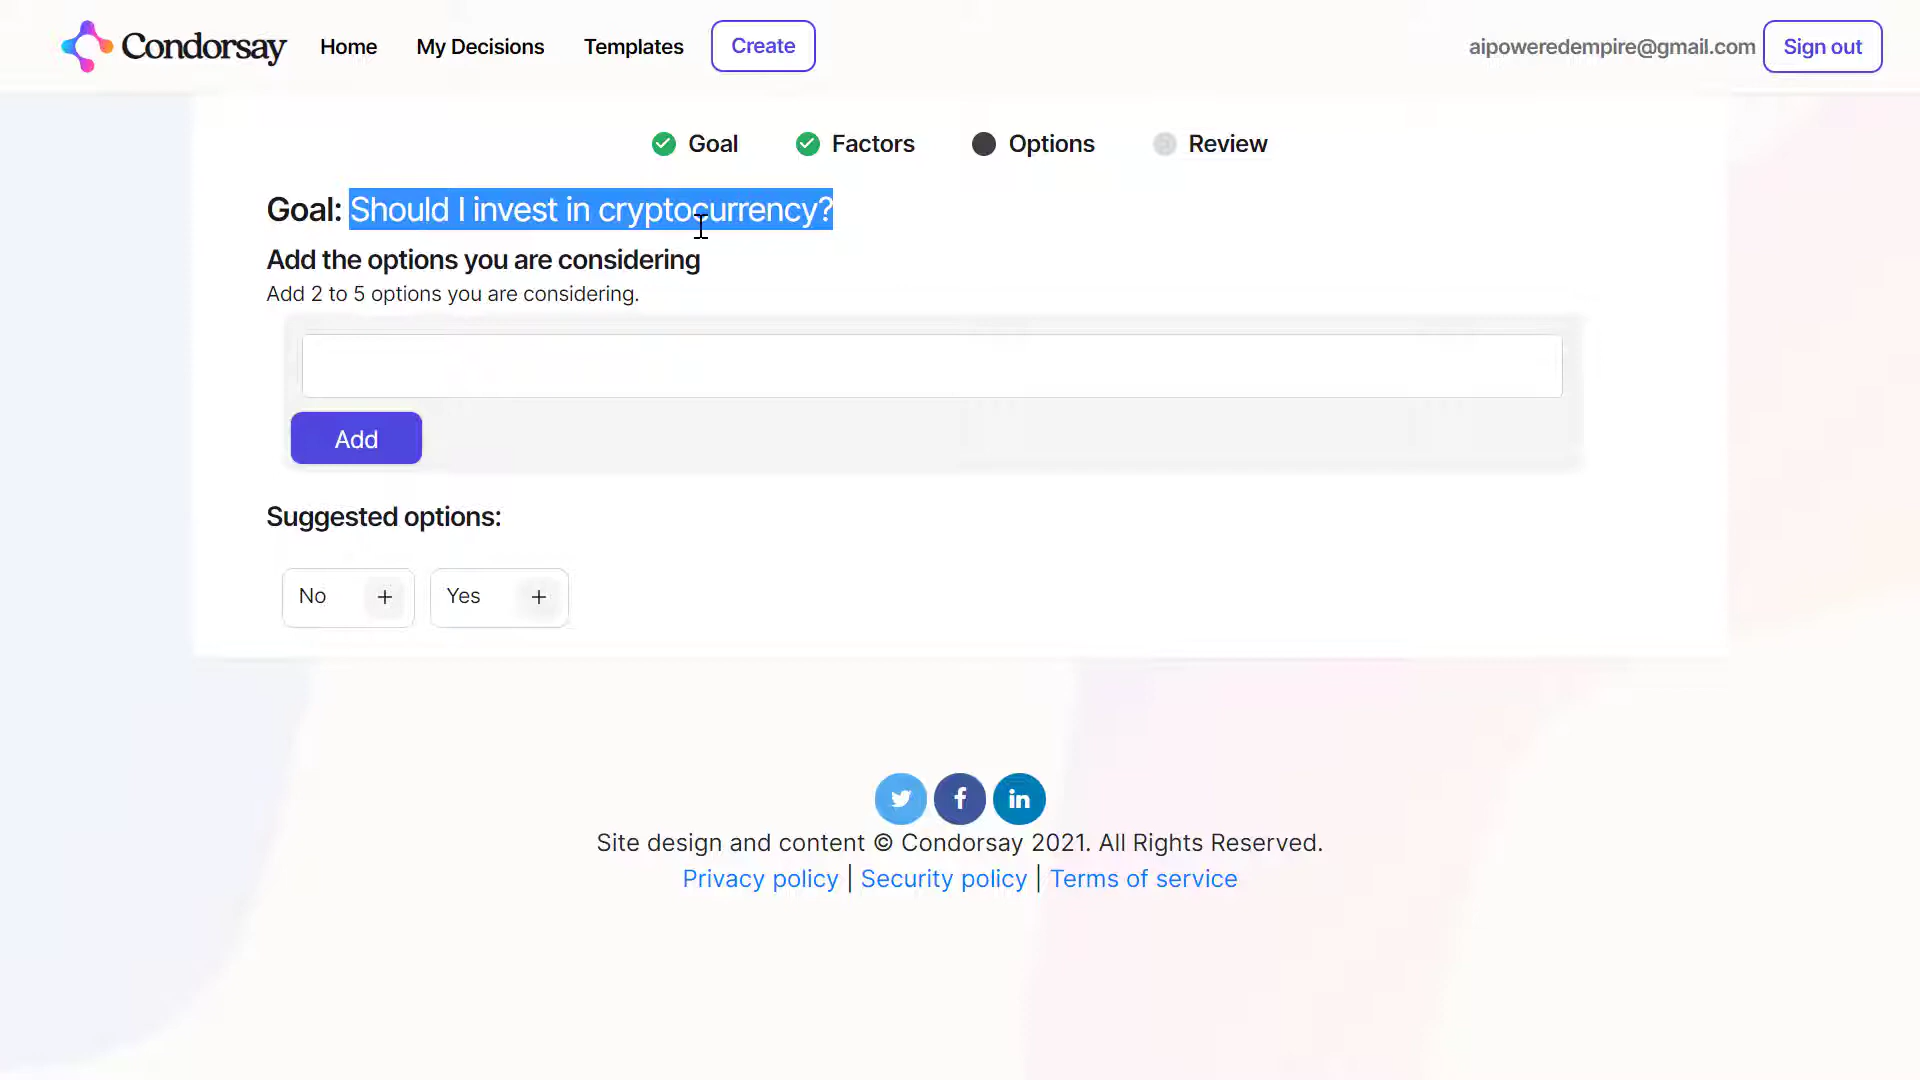 Condorsay Home My Decisions Templates Create aipoweredempire@gmail.com Sign out
Goal Factors Options Review
Goal: Should I invest in cryptocurrency?
Add the options you are considering
Add 2 to 5 options you are considering.
Add
Suggested options:
No + Yes +
Site design and content © Condorsay 2021. All Rights Reserved.
Privacy policy | Security policy | Terms of service